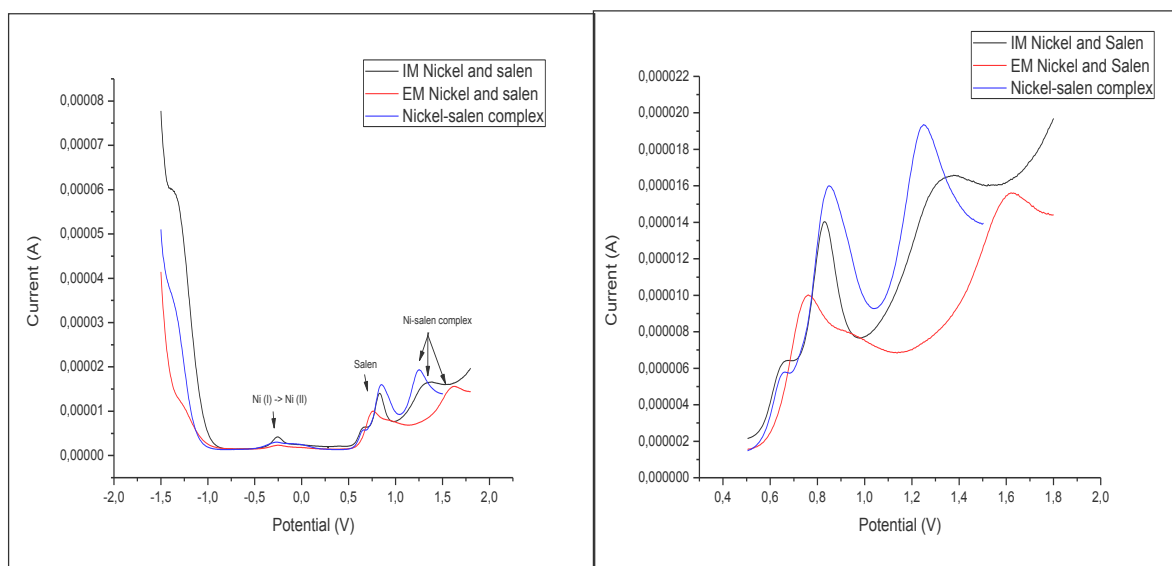 IM Nickel and salen
EM Nickel and salen
Nickel-salen complex
0,00008
0,00007
0,00006
0,00005
0,00004
0,00003
0,00002
0,00001
0,00000
Current (A)
Ni-salen complex
Salen
Ni (I) -> Ni (II)
-2,0 -1,5 -1,0 -0,5 0,0 0,5 1,0 1,5 2,0
Potential (V)
IM Nickel and Salen
EM Nickel and Salen
Nickel-salen complex
0,000022
0,000020
0,000018
0,000016
0,000014
0,000012
0,000010
0,000008
0,000006
0,000004
0,000002
0,000000
Current (A)
0,4 0,6 0,8 1,0 1,2 1,4 1,6 1,8 2,0
Potential (V)